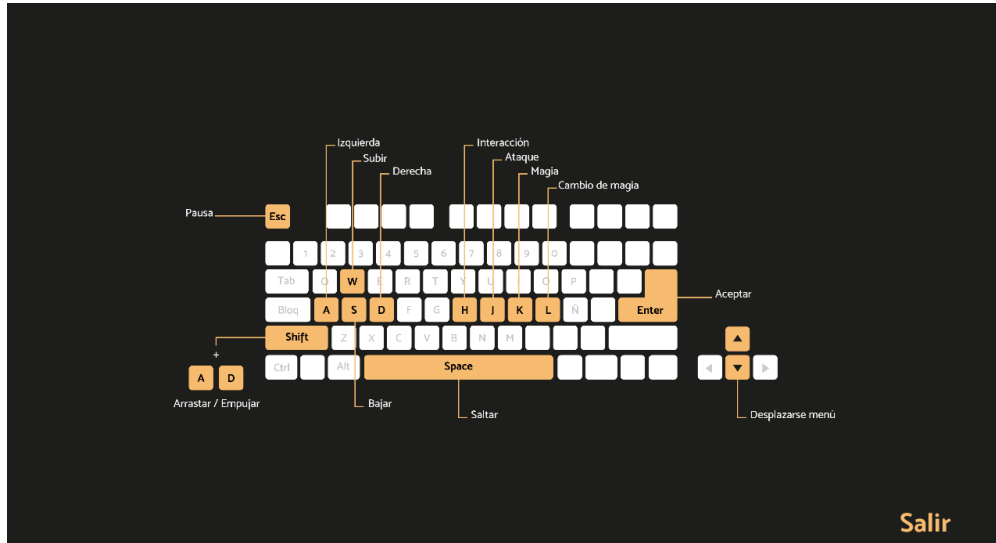 Izquierda
Interacción
Subir
Ataque
Derecha
Magia
Cambio de magia
Pausa
Esc
1 2 3 4 5 6 7 8 9 0
Tab Q W E R T Y U O P
Aceptar
Bloq A S D F G H J K L Ñ Enter
Shift Z X C V B N M
+
Ctrl Alt Space
A D
Arrastar / Empujar
Bajar
Saltar
Desplazarse menú
Salir